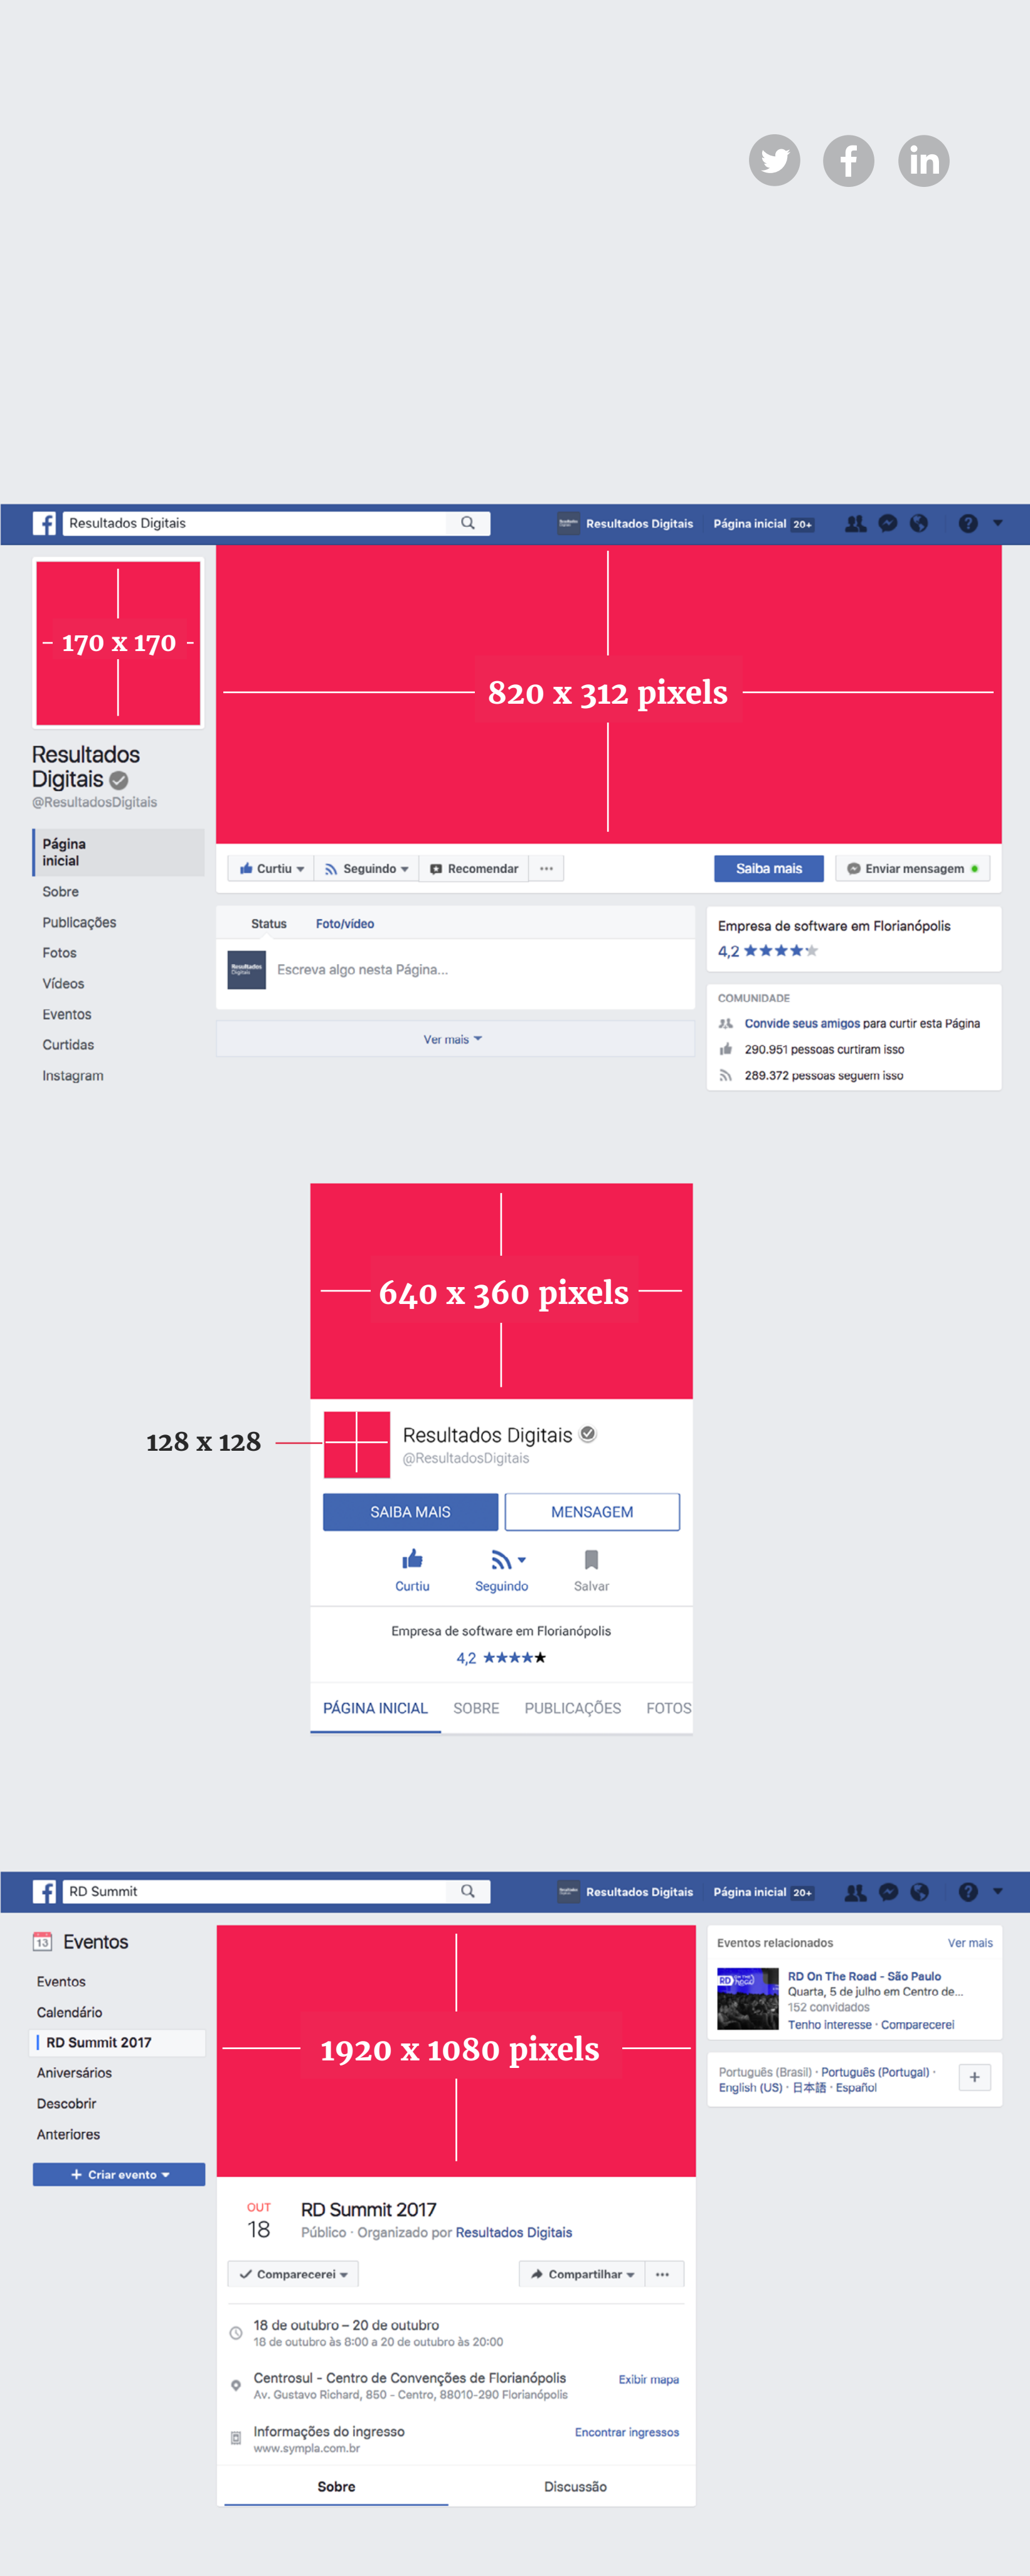 Resultados Digitais
Resultados Digitais
Página inicial 20+
170 x 170
820 x 312 pixels
Resultados
Digitais
@ResultadosDigitais
Página
inicial
Sobre
Publicações
Fotos
Vídeos
Eventos
Curtidas
Instagram
Curtiu
Seguindo
Recomendar
Saiba mais
Enviar mensagem
Status
Foto/vídeo
Resultados
Digitais
Escreva algo nesta Página...
Ver mais
Empresa de software em Florianópolis
4,2
COMUNIDADE
Convide seus amigos para curtir esta Página
290.951 pessoas curtiram isso
289.372 pessoas seguem isso
640 x 360 pixels
128 x 128
Resultados Digitais
@ResultadosDigitais
SAIBA MAIS
MENSAGEM
Curtiu
Seguindo
Salvar
Empresa de software em Florianópolis
4,2
PÁGINA INICIAL
SOBRE
PUBLICAÇÕES
FOTOS
RD Summit
Resultados Digitais
Página inicial 20+
13
Eventos
Eventos
Calendário
RD Summit 2017
Aniversários
Descobrir
Anteriores
+ Criar evento
1920 x 1080 pixels
OUT
18
RD Summit 2017
Público · Organizado por Resultados Digitais
Comparecerei
Compartilhar
18 de outubro – 20 de outubro
18 de outubro às 8:00 a 20 de outubro às 20:00
Centrosul - Centro de Convenções de Florianópolis
Exibir mapa
Av. Gustavo Richard, 850 - Centro, 88010-290 Florianópolis
Informações do ingresso
Encontrar ingressos
www.sympla.com.br
Sobre
Discussão
Eventos relacionados
Ver mais
RD
RD On The Road - São Paulo
Quarta, 5 de julho em Centro de...
152 convidados
Tenho interesse · Comparecerei
Português (Brasil) · Português (Portugal) ·
English (US) · 日本語 · Español
+